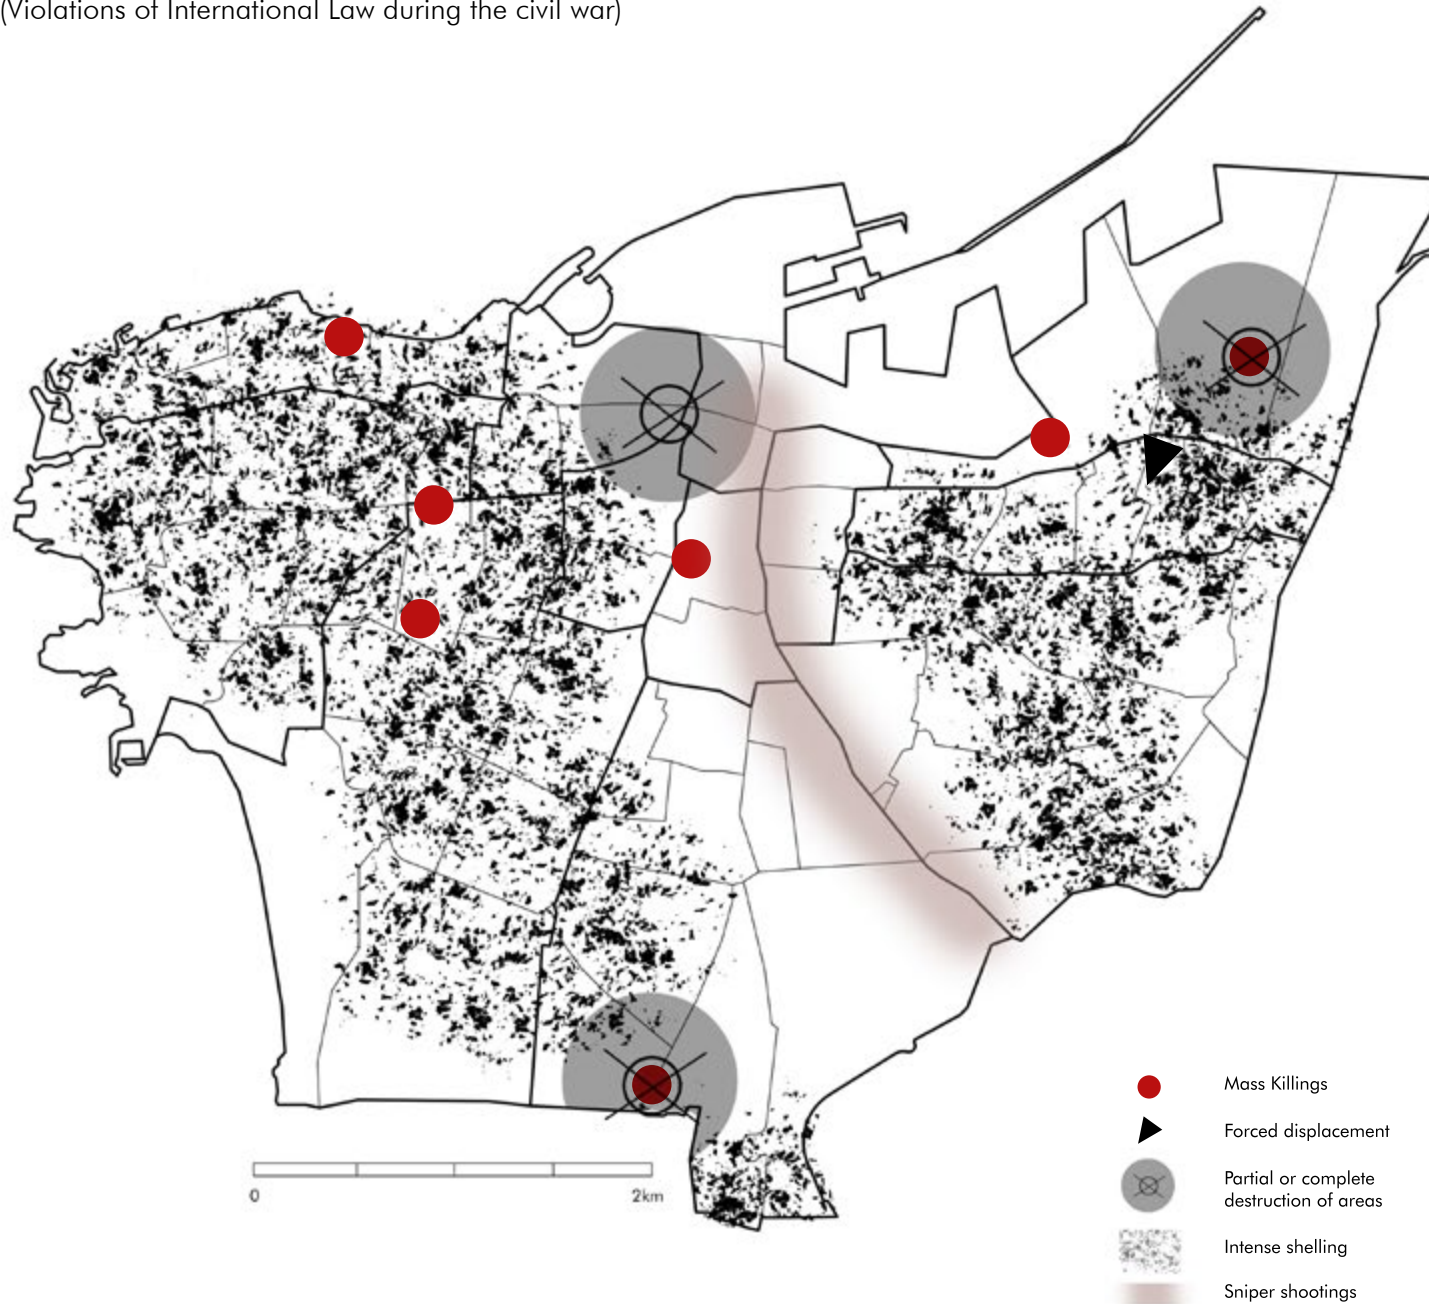 (Violations of International Law during the civil war)
Mass Killings
Forced displacement
Partial or complete
destruction of areas
Intense shelling
Sniper shootings
0
2km